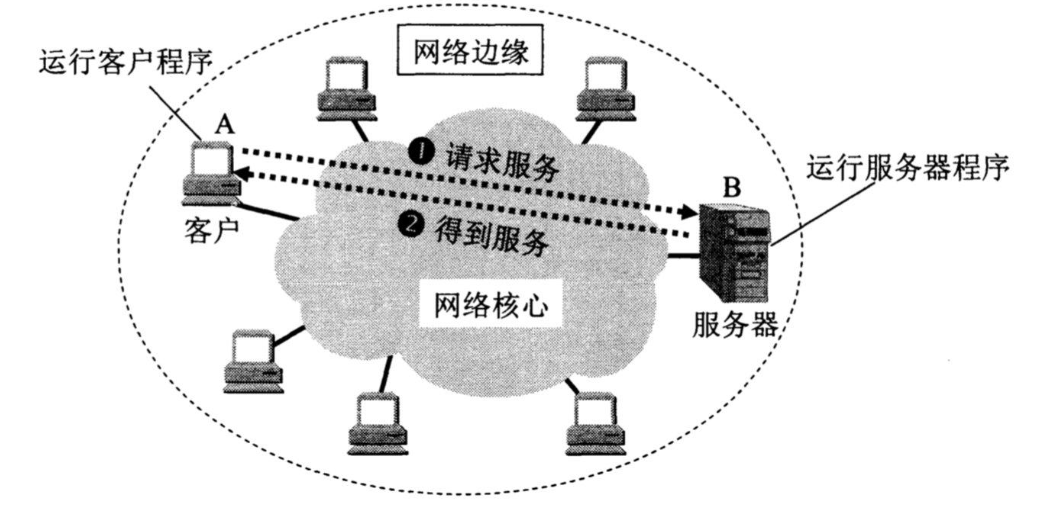 网络边缘
运行客户程序
A
❶ 请求服务
运行服务器程序
B
客户
❷ 得到服务
网络核心
服务器